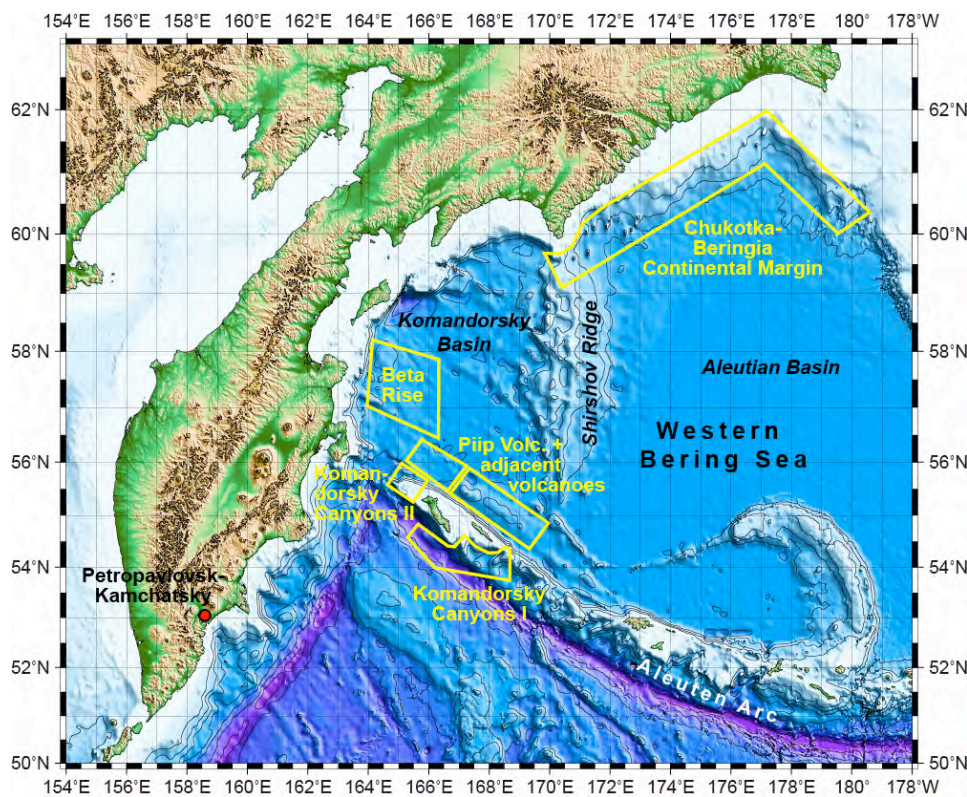 154°E 156°E 158°E 160°E 162°E 164°E 166°E 168°E 170°E 172°E 174°E 176°E 178°E 180°E 178°W
62°N 62°N
60°N 60°N
Chukotka-
Beringia
Continental Margin
Komandorsky
Basin
Shirshov Ridge
58°N 58°N
Aleutian Basin
Beta
Rise
Western
Bering Sea
Piip Volc. +
adjacent
volcanoes
56°N 56°N
Koman-
dorsky
Canyons II
54°N 54°N
Petropavlovsk-
Kamchatsky
Komandorsky
Canyons I
52°N 52°N
Aleuten Arc
50°N 50°N
154°E 156°E 158°E 160°E 162°E 164°E 166°E 168°E 170°E 172°E 174°E 176°E 178°E 180°E 178°W